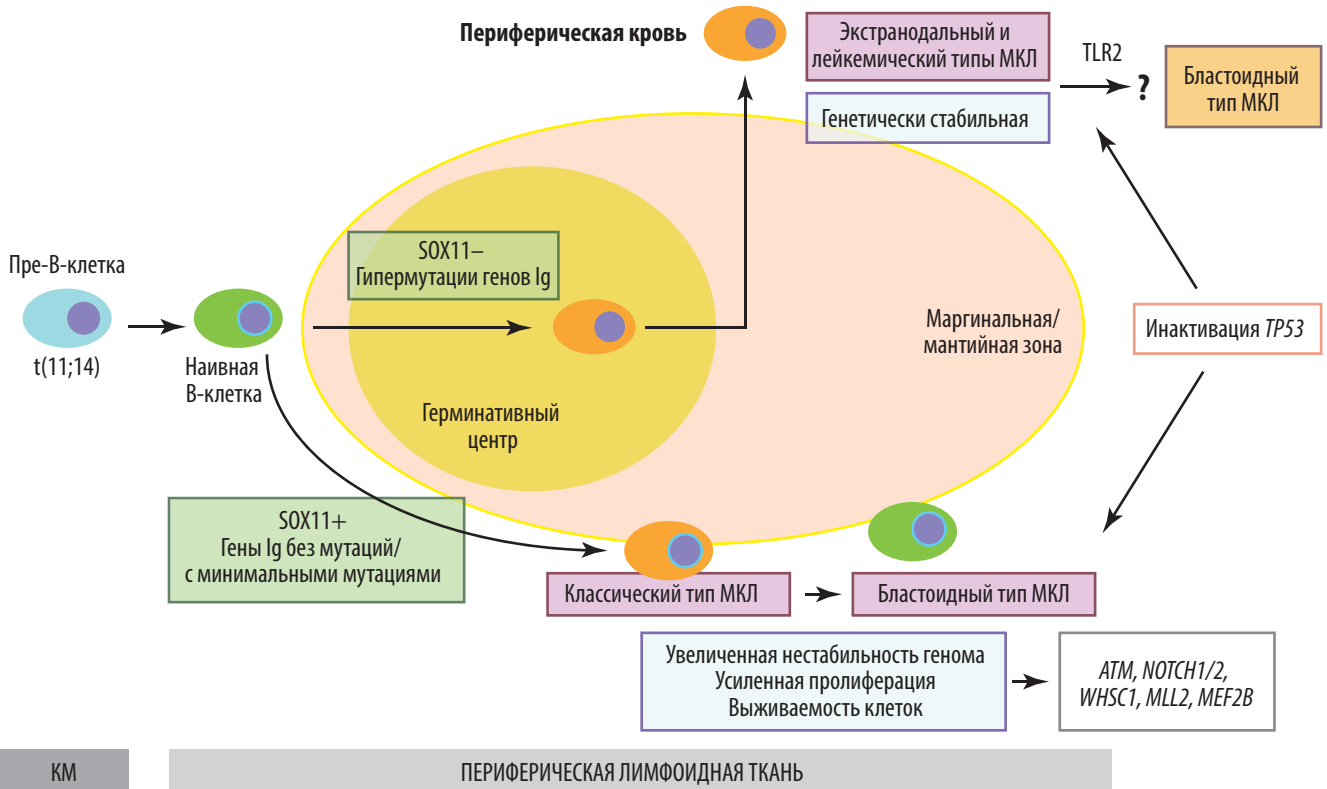 Периферическая кровь
Экстранодальный и
лейкемический типы МКЛ
Генетически стабильная
TLR2
?
Бластоидный
тип МКЛ
SOX11–
Гипермутации генов Ig
Пре-В-клетка
t(11;14)
Наивная
В-клетка
Герминативный
центр
Маргинальная/
мантийная зона
Инактивация TP53
SOX11+
Гены Ig без мутаций/
с минимальными мутациями
Классический тип МКЛ
Бластоидный тип МКЛ
Увеличенная нестабильность генома
Усиленная пролиферация
Выживаемость клеток
ATM, NOTCH1/2,
WHSC1, MLL2, MEF2B
КМ
ПЕРИФЕРИЧЕСКАЯ ЛИМФОИДНАЯ ТКАНЬ